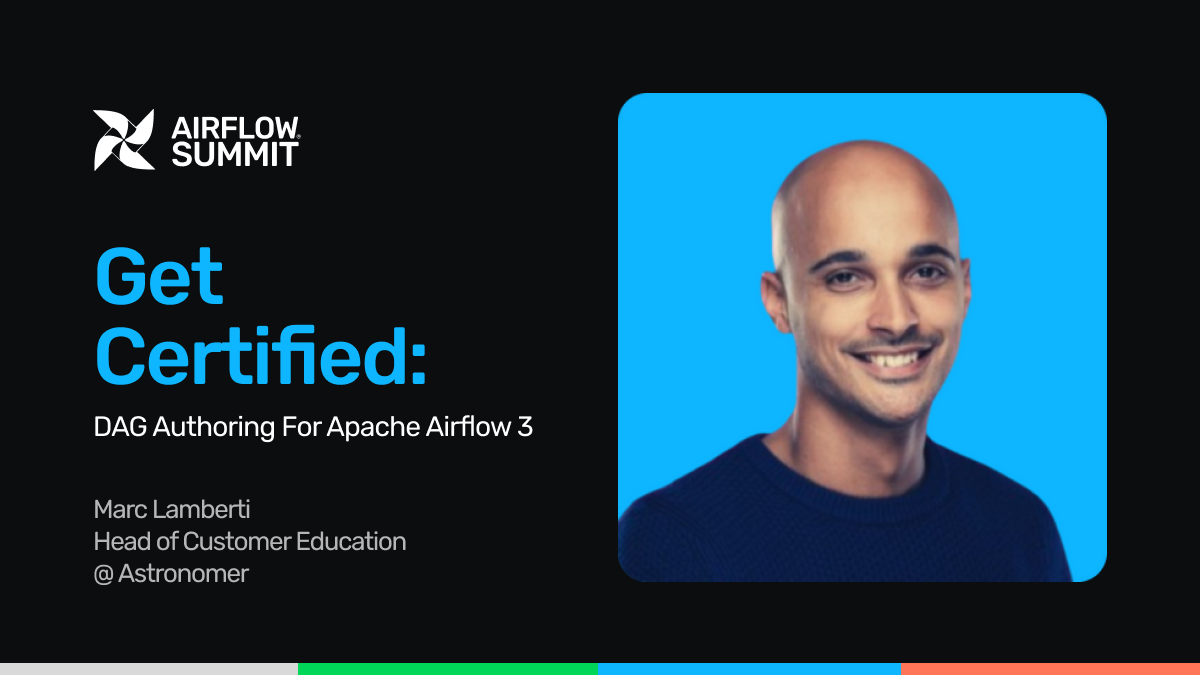 AIRFLOW
SUMMIT
Get
Certified:
DAG Authoring For Apache Airflow 3
Marc Lamberti
Head of Customer Education
@ Astronomer